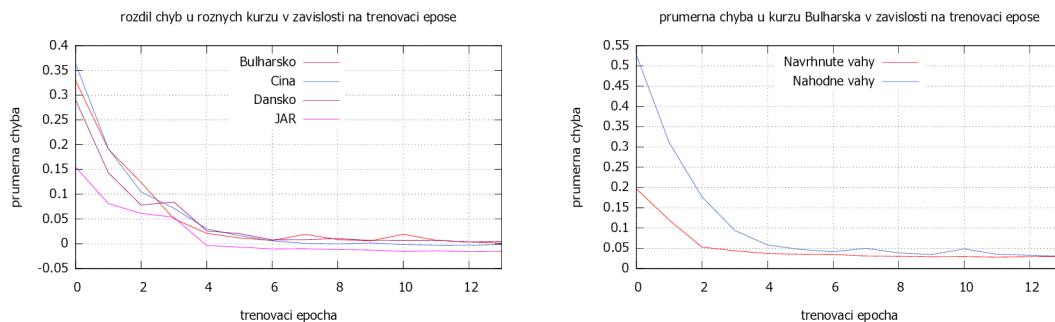 rozdil chyb u roznych kurzu v zavislosti na trenovaci epose
0.4
0.35
0.3
0.25
0.2
0.15
0.1
0.05
0
-0.05
prumerna chyba
Bulharsko
Cina
Dansko
JAR
0 2 4 6 8 10 12
trenovaci epocha
prumerna chyba u kurzu Bulharska v zavislosti na trenovaci epose
0.55
0.5
0.45
0.4
0.35
0.3
0.25
0.2
0.15
0.1
0.05
0
prumerna chyba
Navrhnute vahy
Nahodne vahy
0 2 4 6 8 10 12
trenovaci epocha